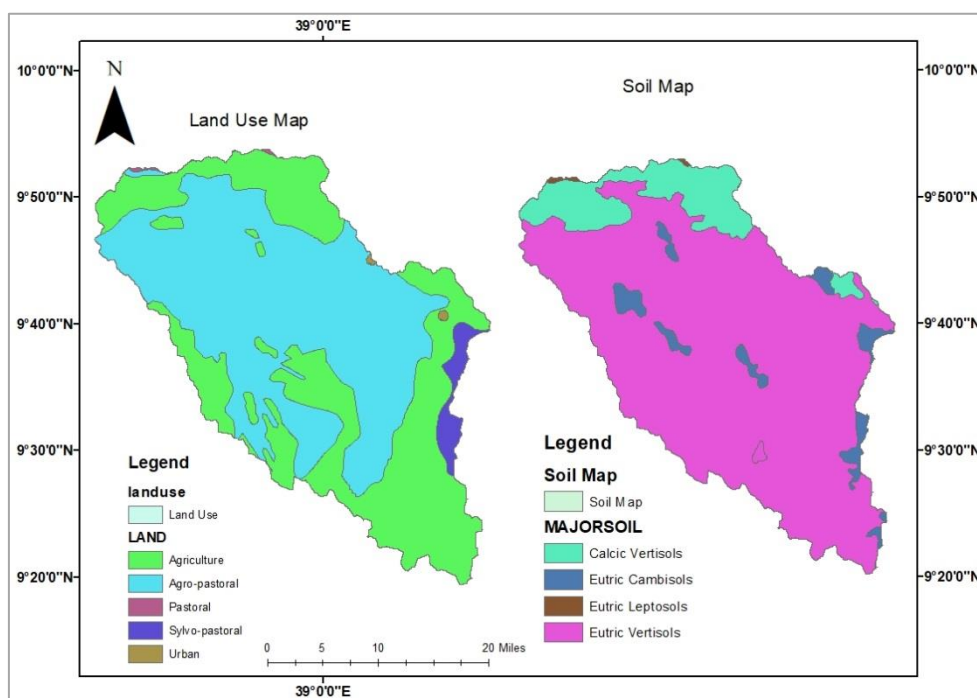 39°0'0"E
10°0'0"N
10°0'0"N
N
Land Use Map
Soil Map
9°50'0"N
9°50'0"N
9°40'0"N
9°40'0"N
9°30'0"N
9°30'0"N
9°20'0"N
9°20'0"N
Legend
landuse
Land Use
LAND
Agriculture
Agro-pastoral
Pastoral
Sylvo-pastoral
Urban
0 5 10 20 Miles
Legend
Soil Map
Soil Map
MAJORSOIL
Calcic Vertisols
Eutric Cambisols
Eutric Leptosols
Eutric Vertisols
39°0'0"E